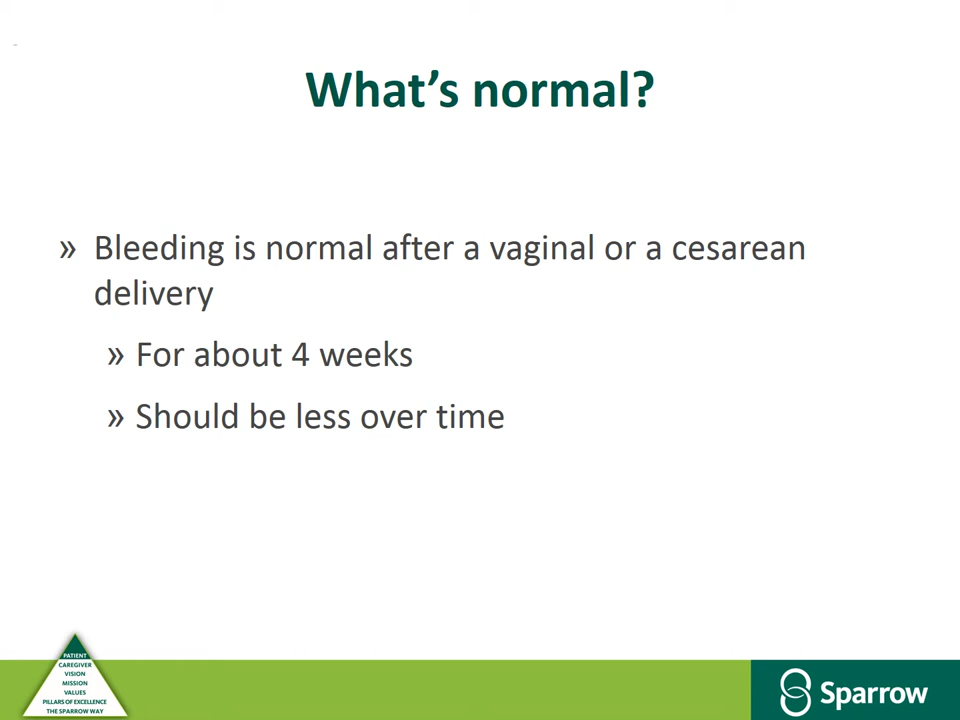 What's normal?
» Bleeding is normal after a vaginal or a cesarean
delivery
» For about 4 weeks
» Should be less over time
PATIENT
CAREGIVER
VISION
MISSION
VALUES
PILLARS OF EXCELLENCE
THE SPARROW WAY
Sparrow